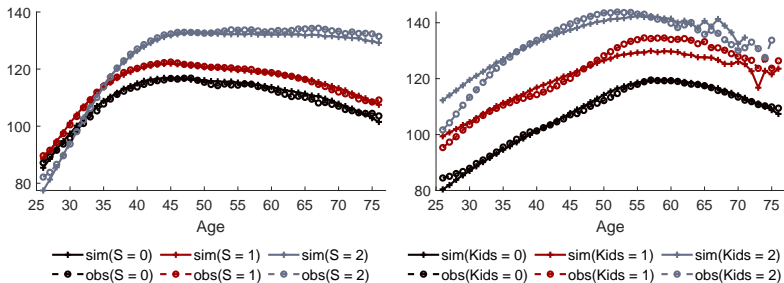 140
120
100
80
25 30 35 40 45 50 55 60 65 70 75
Age
sim(S = 0) sim(S = 1) sim(S = 2)
obs(S = 0) obs(S = 1) obs(S = 2)
140
120
100
80
25 30 35 40 45 50 55 60 65 70 75
Age
sim(Kids = 0) sim(Kids = 1) sim(Kids = 2)
obs(Kids = 0) obs(Kids = 1) obs(Kids = 2)